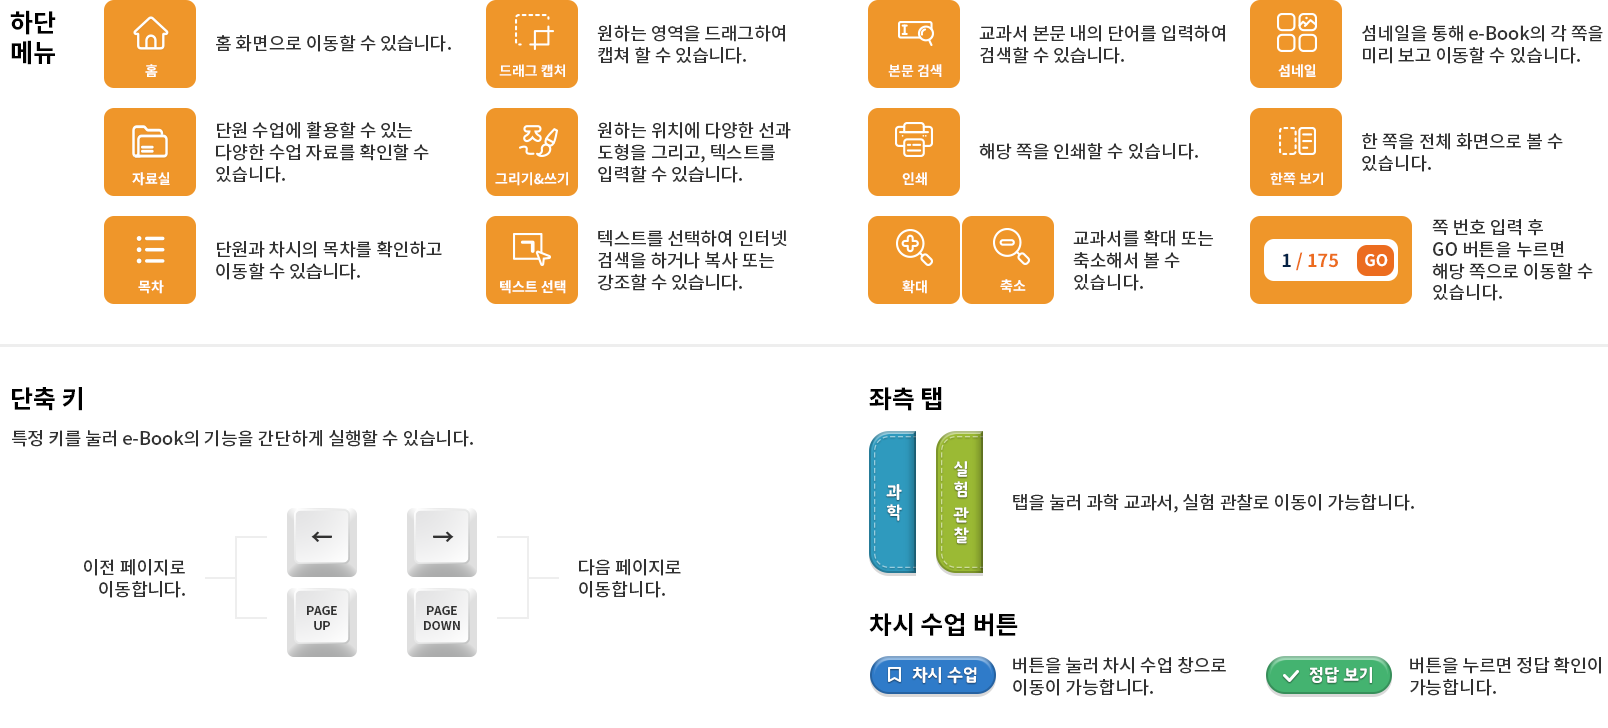 하단
메뉴
홈
홈 화면으로 이동할 수 있습니다.
드래그 캡처
원하는 영역을 드래그하여
캡쳐 할 수 있습니다.
본문 검색
교과서 본문 내의 단어를 입력하여
검색할 수 있습니다.
섬네일
섬네일을 통해 e-Book의 각 쪽을
미리 보고 이동할 수 있습니다.
자료실
단원 수업에 활용할 수 있는
다양한 수업 자료를 확인할 수
있습니다.
그리기&쓰기
원하는 위치에 다양한 선과
도형을 그리고, 텍스트를
입력할 수 있습니다.
인쇄
해당 쪽을 인쇄할 수 있습니다.
한쪽 보기
한 쪽을 전체 화면으로 볼 수
있습니다.
목차
단원과 차시의 목차를 확인하고
이동할 수 있습니다.
텍스트 선택
텍스트를 선택하여 인터넷
검색을 하거나 복사 또는
강조할 수 있습니다.
확대
축소
교과서를 확대 또는
축소해서 볼 수
있습니다.
1 / 175 GO
쪽 번호 입력 후
GO 버튼을 누르면
해당 쪽으로 이동할 수
있습니다.
단축 키
특정 키를 눌러 e-Book의 기능을 간단하게 실행할 수 있습니다.
이전 페이지로
이동합니다.
←
→
PAGE
UP
PAGE
DOWN
다음 페이지로
이동합니다.
좌측 탭
과학
실험 관찰
탭을 눌러 과학 교과서, 실험 관찰로 이동이 가능합니다.
차시 수업 버튼
차시 수업
버튼을 눌러 차시 수업 창으로
이동이 가능합니다.
정답 보기
버튼을 누르면 정답 확인이
가능합니다.